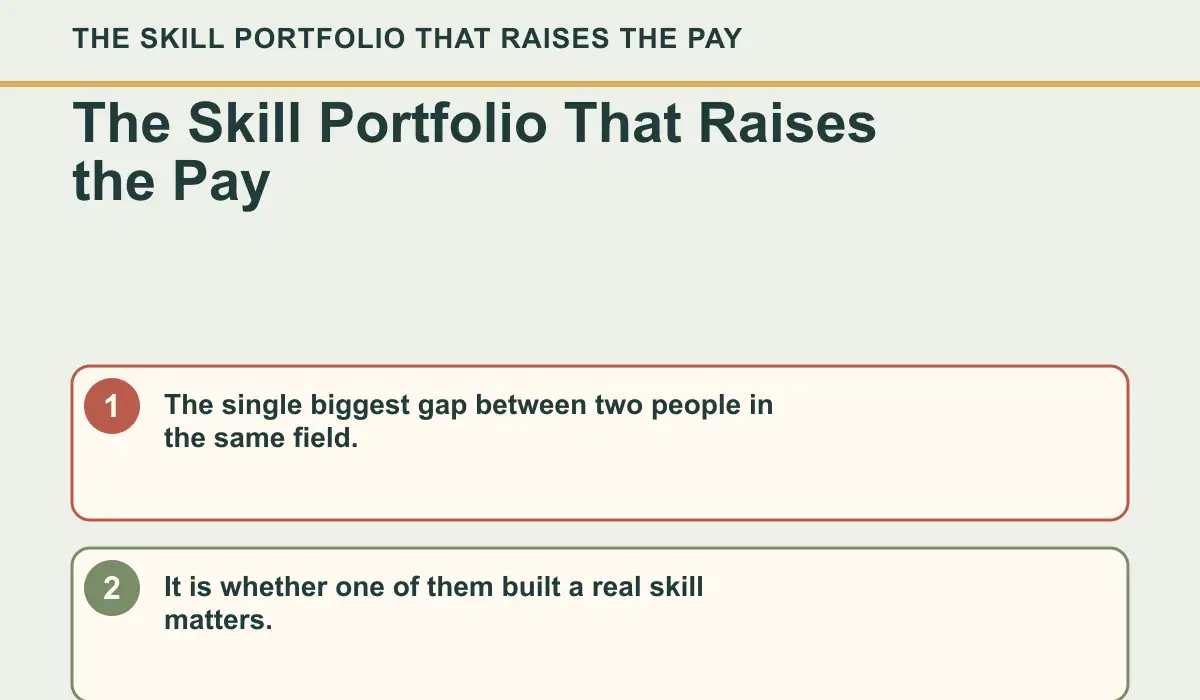 THE SKILL PORTFOLIO THAT RAISES THE PAY
The Skill Portfolio That Raises
the Pay
1
The single biggest gap between two people in
the same field.
2
It is whether one of them built a real skill
matters.